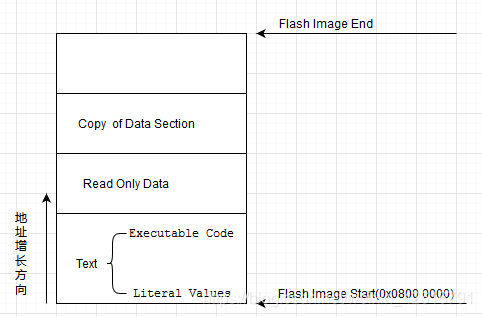 Flash Image End
Copy of Data Section
Read Only Data
地址增长方向
Executable Code
Text
Literal Values
Flash Image Start(0x0800 0000)